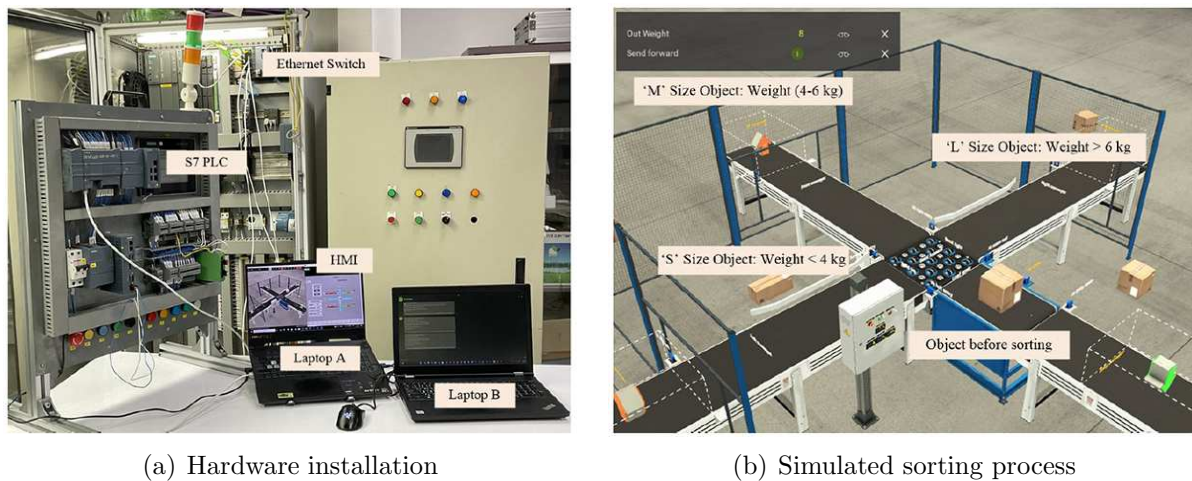 Ethernet Switch
S7 PLC
HMI
Laptop A
Laptop B
(a) Hardware installation
Out Weight 8
Send forward
'M' Size Object: Weight (4-6 kg)
'L' Size Object: Weight > 6 kg
'S' Size Object: Weight < 4 kg
Object before sorting
(b) Simulated sorting process